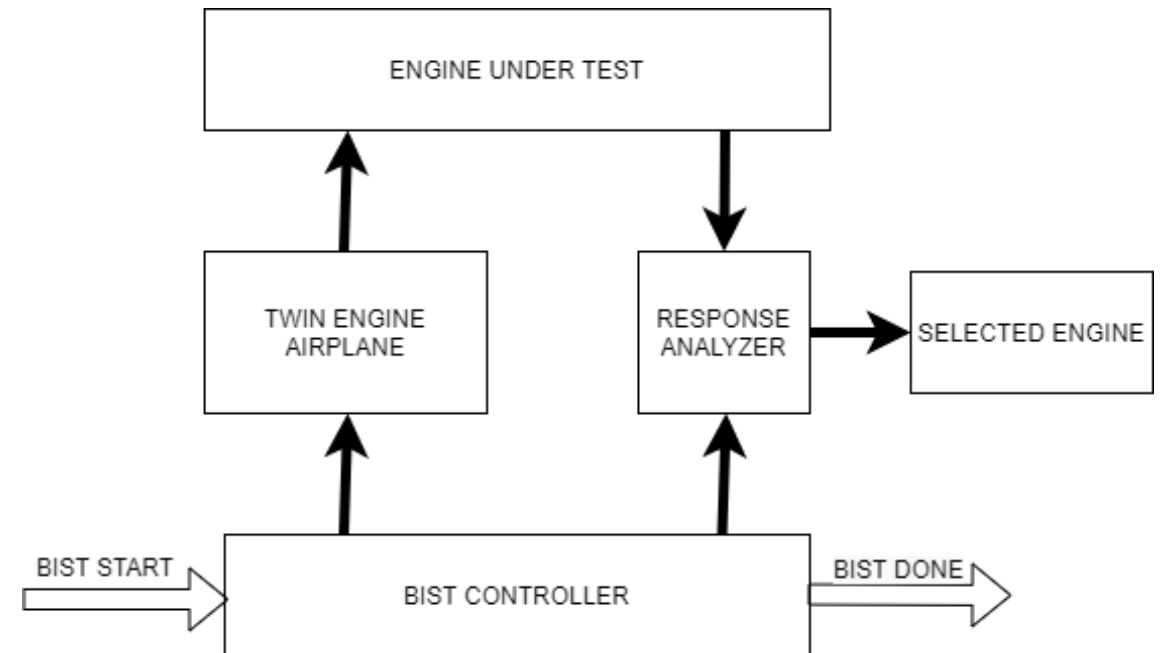 ENGINE UNDER TEST
TWIN ENGINE
AIRPLANE
RESPONSE
ANALYZER
SELECTED ENGINE
BIST START
BIST CONTROLLER
BIST DONE